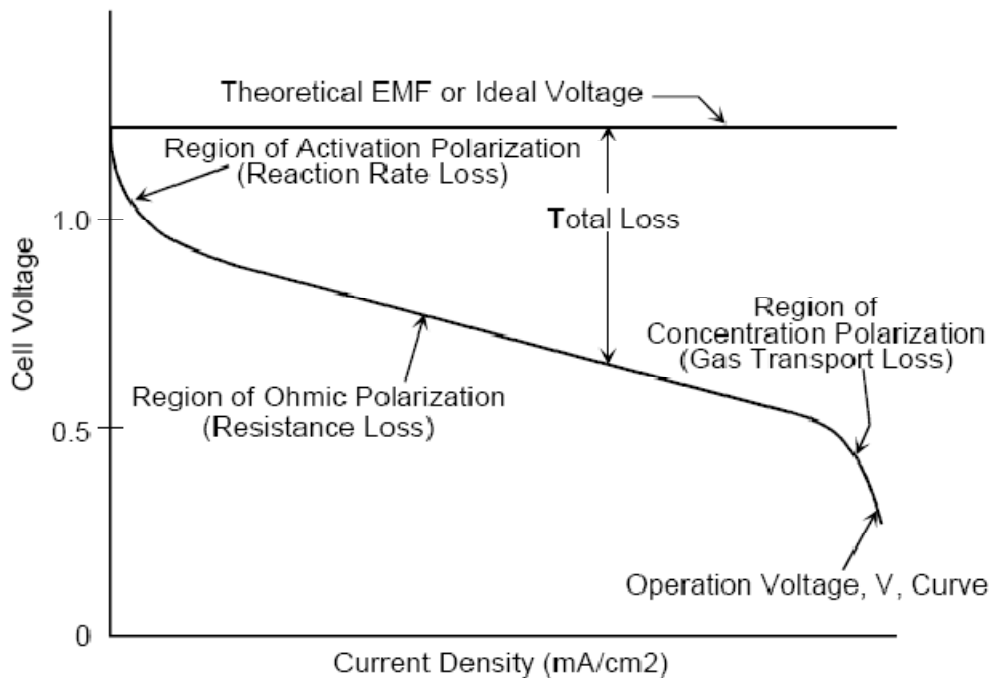 Theoretical EMF or Ideal Voltage
Region of Activation Polarization
(Reaction Rate Loss)
1.0
Total Loss
Cell Voltage
Region of
Concentration Polarization
(Gas Transport Loss)
Region of Ohmic Polarization
(Resistance Loss)
0.5
Operation Voltage, V, Curve
0
Current Density (mA/cm2)